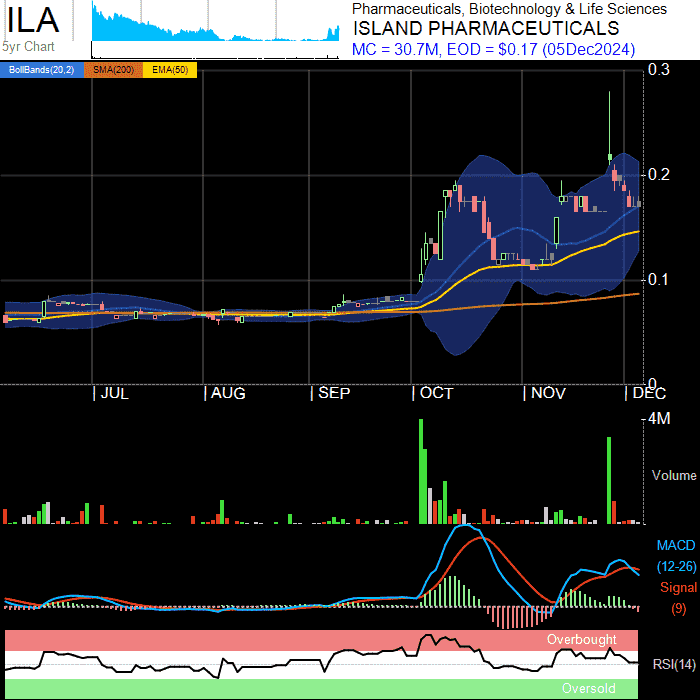 ILA
5yr Chart
Pharmaceuticals, Biotechnology & Life Sciences
ISLAND PHARMACEUTICALS
MC = 30.7M, EOD = $0.17 (05Dec2024)
BollBands(20,2) SMA(200) EMA(50)
0.3
0.2
0.1
0
JUL AUG SEP OCT NOV DEC
4M
Volume
MACD
(12-26)
Signal
(9)
Overbought
RSI(14)
Oversold